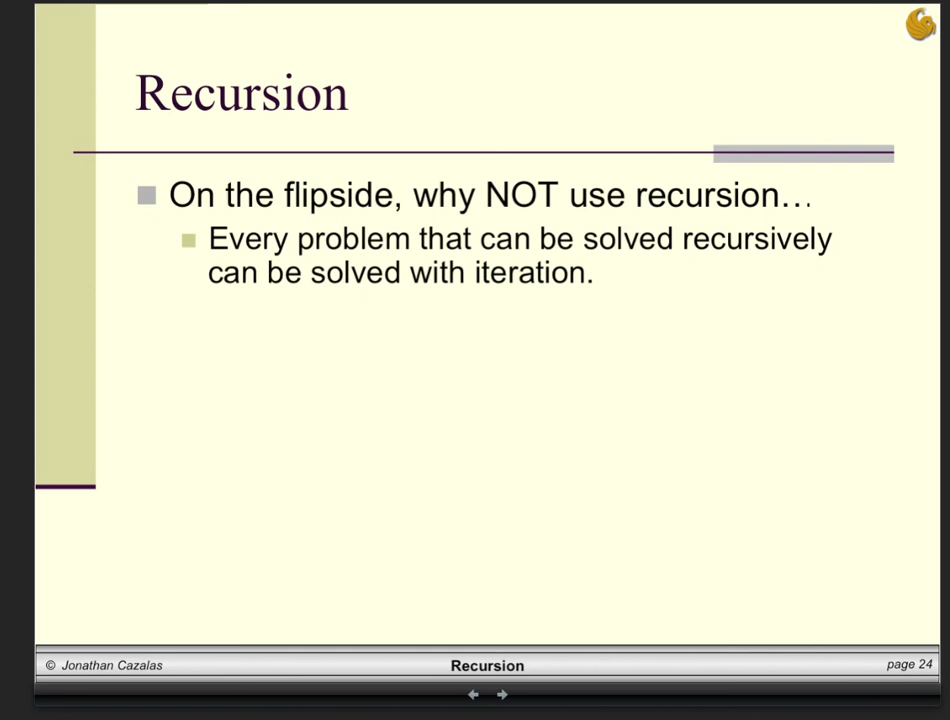 Recursion
On the flipside, why NOT use recursion…
Every problem that can be solved recursively
can be solved with iteration.
© Jonathan Cazalas
Recursion
page 24